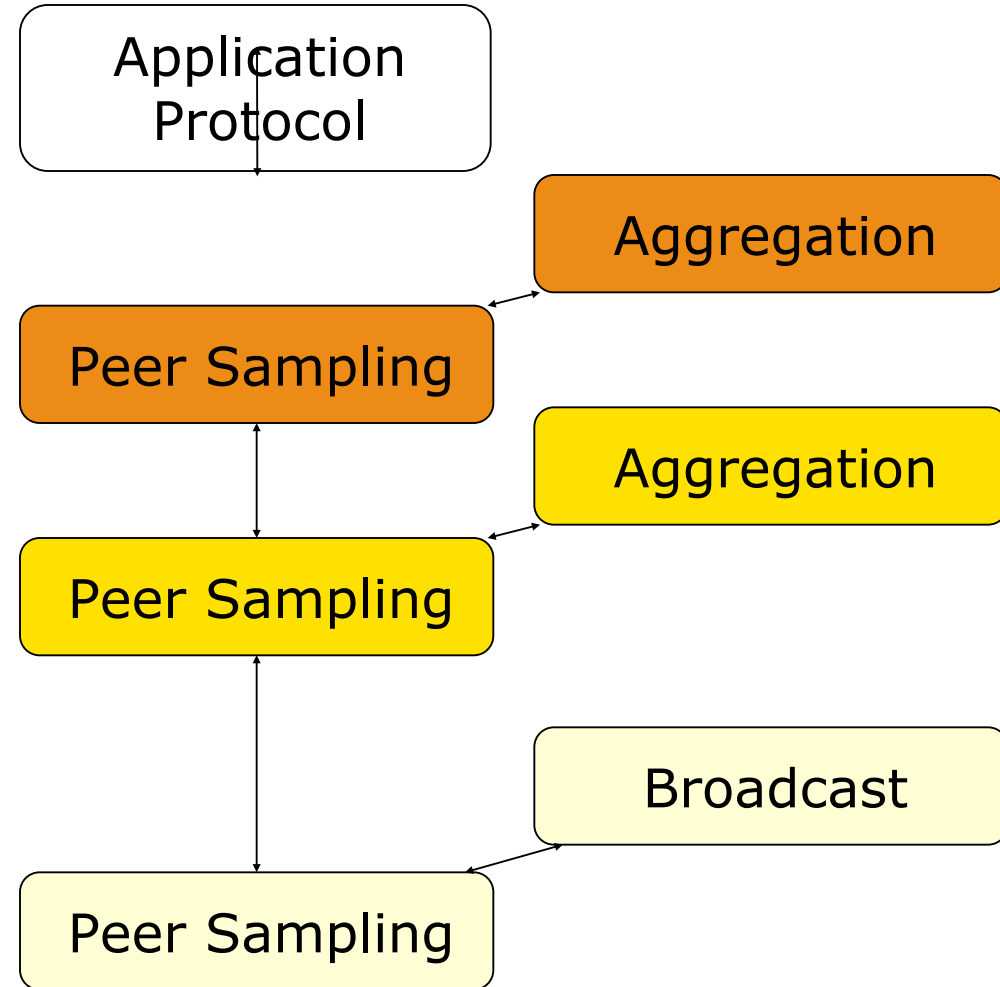 Application
Protocol
Aggregation
Peer Sampling
Aggregation
Peer Sampling
Broadcast
Peer Sampling